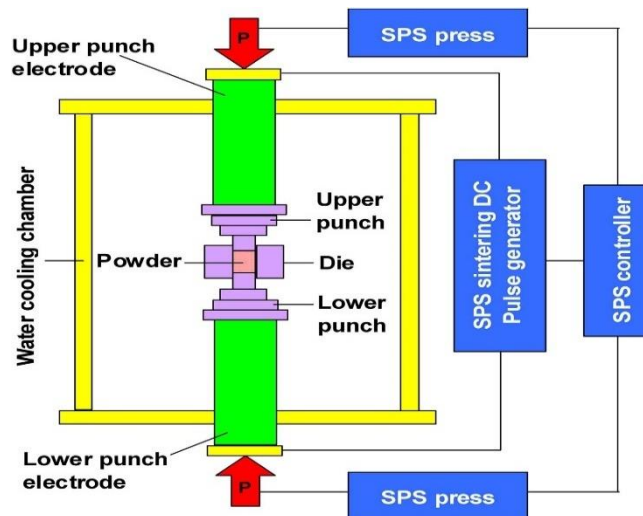 P
SPS press
Upper punch
electrode
Water cooling chamber
Upper
punch
Powder
Die
Lower
punch
SPS sintering DC
Pulse generator
SPS controller
Lower punch
electrode
P
SPS press